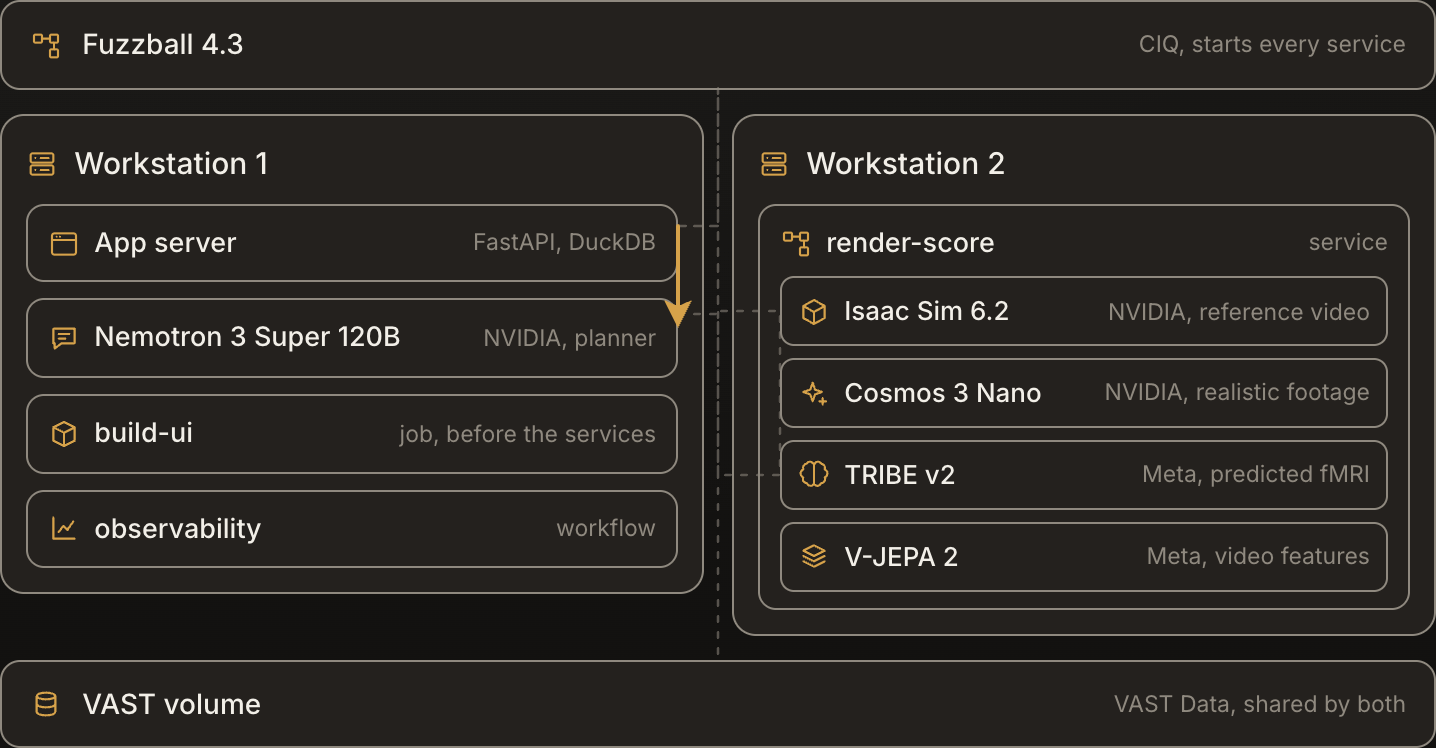 Fuzzball 4.3
CIQ, starts every service
Workstation 1
App server
FastAPI, DuckDB
Nemotron 3 Super 120B
NVIDIA, planner
build-ui
job, before the services
observability
workflow
Workstation 2
render-score
service
Isaac Sim 6.2
NVIDIA, reference video
Cosmos 3 Nano
NVIDIA, realistic footage
TRIBE v2
Meta, predicted fMRI
V-JEPA 2
Meta, video features
VAST volume
VAST Data, shared by both